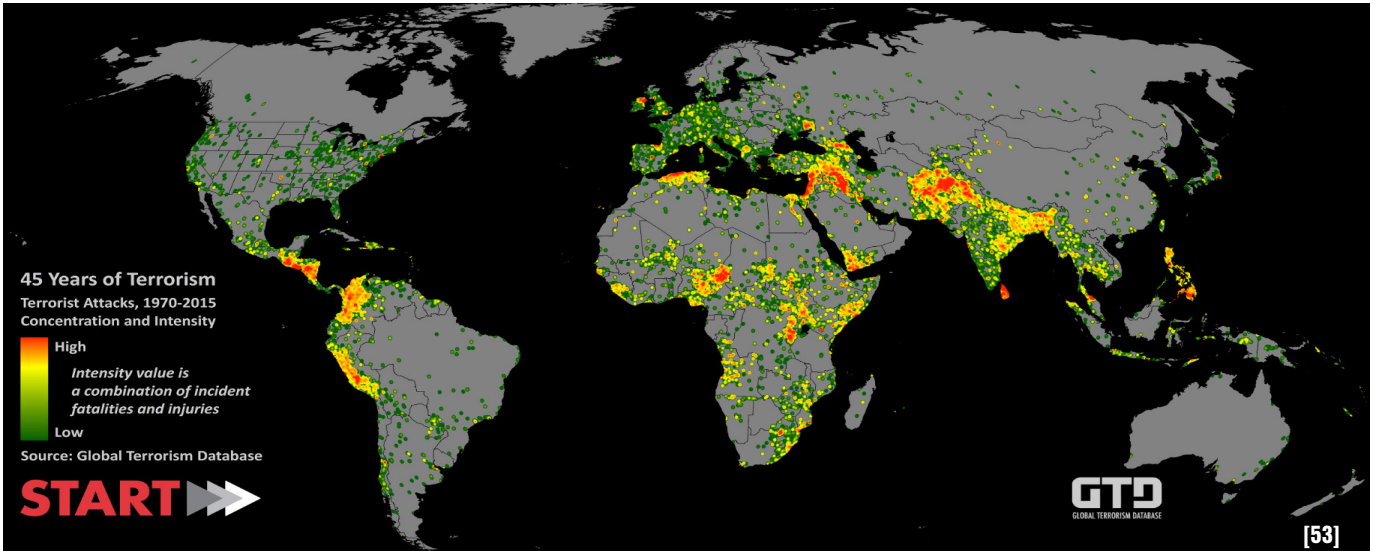 45 Years of Terrorism
Terrorist Attacks, 1970-2015
Concentration and Intensity
High
Intensity value is
a combination of incident
fatalities and injuries
Low
Source: Global Terrorism Database
START
GTD
GLOBAL TERRORISM DATABASE
[53]